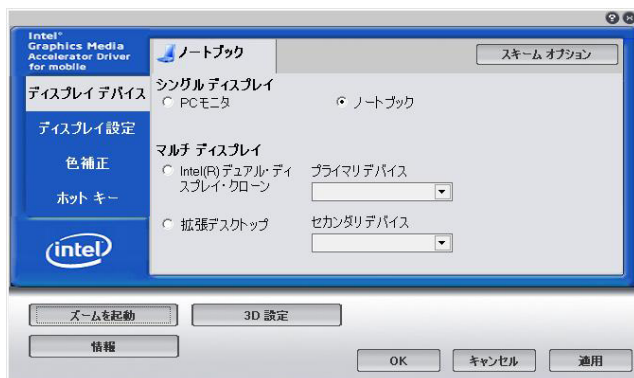 Intel®
Graphics Media
Accelerator Driver
for mobile
ノートブック
スキーム オプション
ディスプレイ デバイス
ディスプレイ設定
色補正
ホット キー
intel
シングル ディスプレイ
PCモニタ
ノートブック
マルチ ディスプレイ
Intel(R) デュアル・ディ
スプレイ・クローン
プライマリ デバイス
拡張デスクトップ
セカンダリ デバイス
ズームを起動
3D 設定
情報
OK
キャンセル
適用